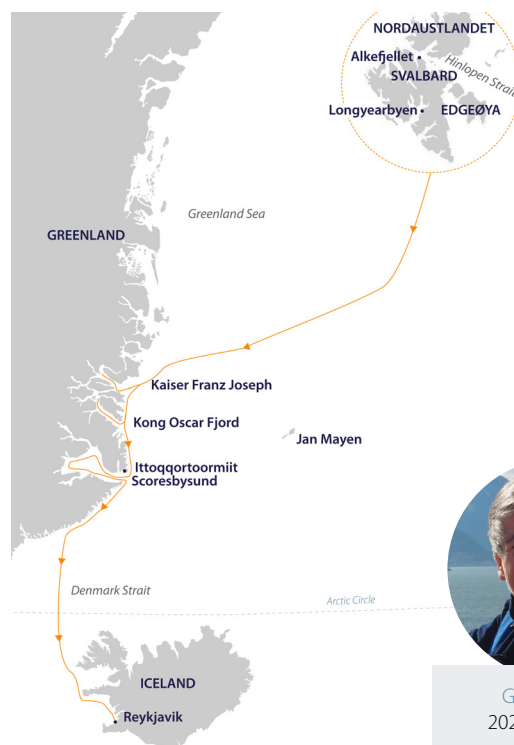 NORDAUSTLANDET
Alkefjellet
Hinlopen Strait
SVALBARD
Longyearbyen
EDGEØYA
Greenland Sea
GREENLAND
Kaiser Franz Joseph
Kong Oscar Fjord
Jan Mayen
Ittoqqortoormiit
Scoresbysund
Denmark Strait
Arctic Circle
ICELAND
Reykjavik